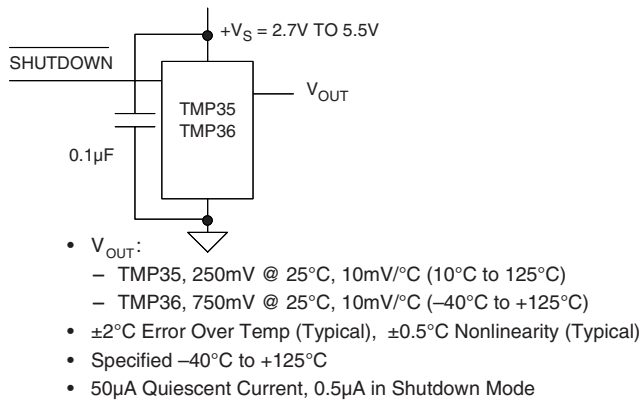 +V_S = 2.7V TO 5.5V
SHUTDOWN
V_OUT
TMP35
TMP36
0.1µF
• V_OUT:
– TMP35, 250mV @ 25°C, 10mV/°C (10°C to 125°C)
– TMP36, 750mV @ 25°C, 10mV/°C (–40°C to +125°C)
• ±2°C Error Over Temp (Typical), ±0.5°C Nonlinearity (Typical)
• Specified –40°C to +125°C
• 50µA Quiescent Current, 0.5µA in Shutdown Mode